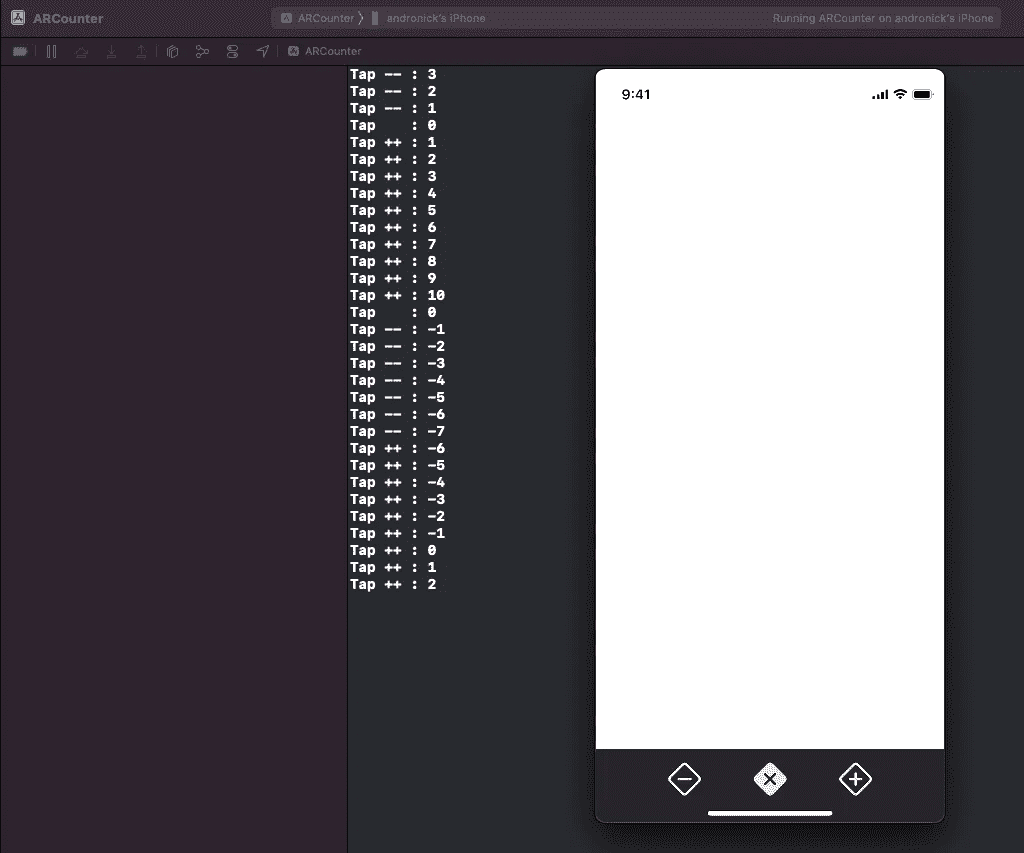 ARCounter
ARCounter 〉 andronick's iPhone
Running ARCounter on andronick's iPhone
ARCounter
Tap -- : 3
Tap -- : 2
Tap -- : 1
Tap    : 0
Tap ++ : 1
Tap ++ : 2
Tap ++ : 3
Tap ++ : 4
Tap ++ : 5
Tap ++ : 6
Tap ++ : 7
Tap ++ : 8
Tap ++ : 9
Tap ++ : 10
Tap    : 0
Tap -- : -1
Tap -- : -2
Tap -- : -3
Tap -- : -4
Tap -- : -5
Tap -- : -6
Tap -- : -7
Tap ++ : -6
Tap ++ : -5
Tap ++ : -4
Tap ++ : -3
Tap ++ : -2
Tap ++ : -1
Tap ++ : 0
Tap ++ : 1
Tap ++ : 2
9:41